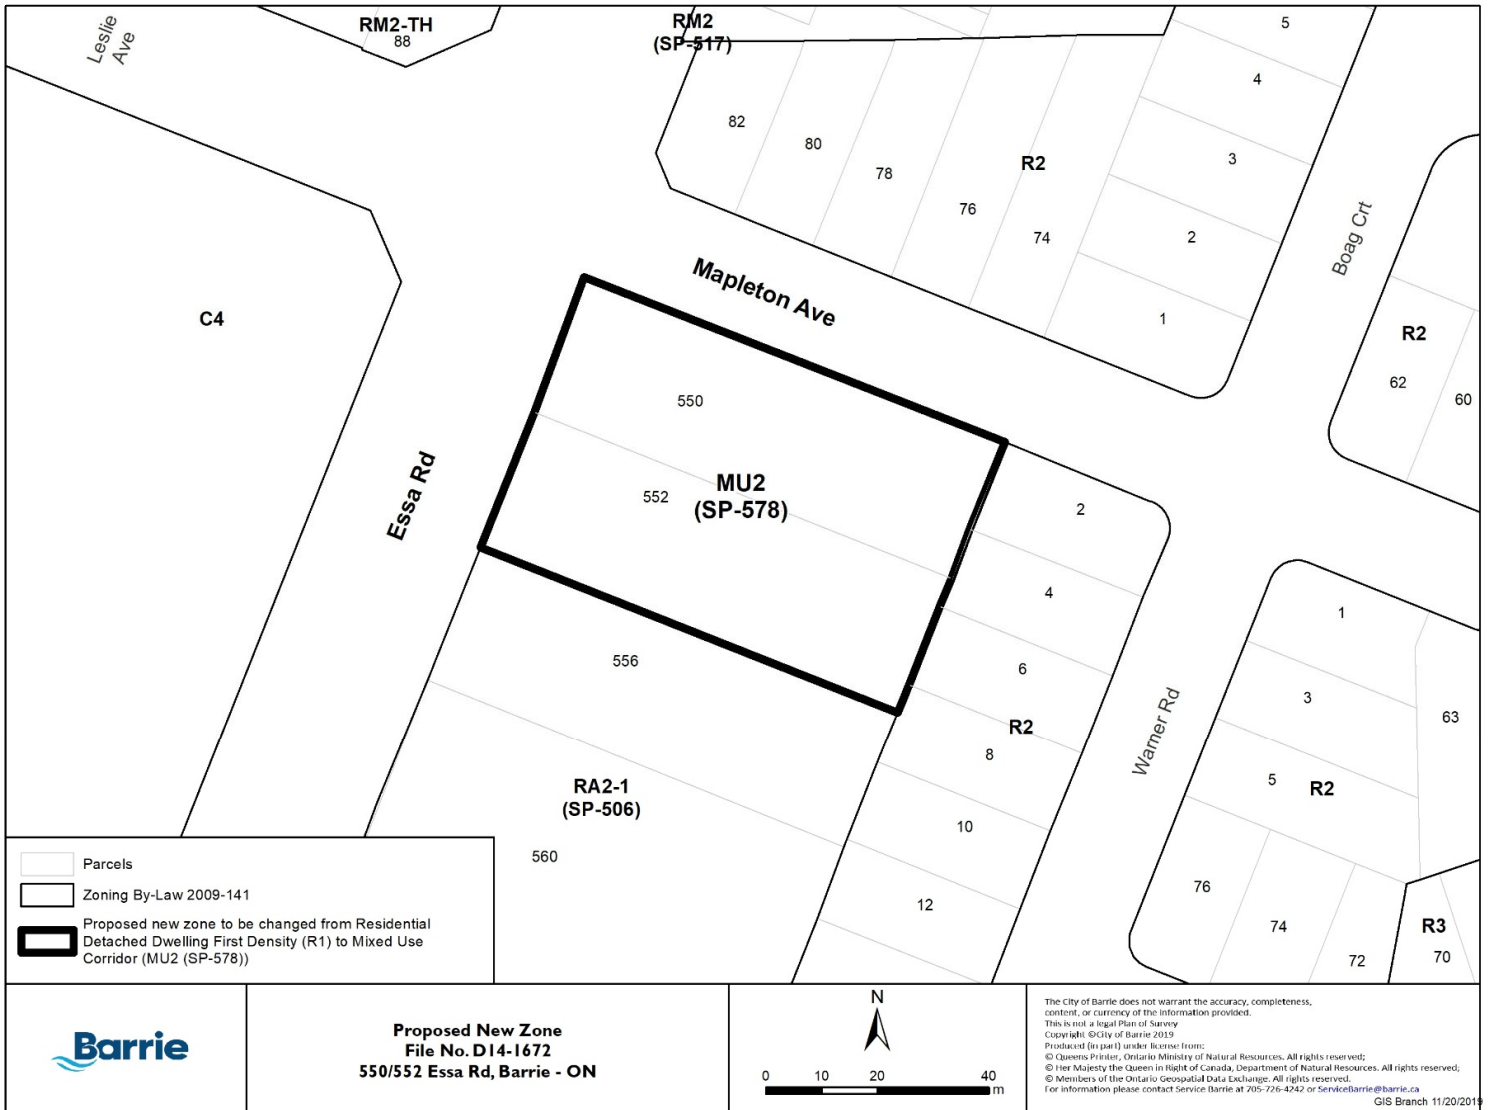 Leslie
Ave
RM2-TH
88
RM2
(SP-517)
5
4
3
2
1
82
80
78
76
74
R2
Boag Crt
R2
62
60
Mapleton Ave
C4
Essa Rd
550
552
MU2
(SP-578)
2
4
6
R2
8
10
12
556
RA2-1
(SP-506)
560
Warner Rd
1
3
5
R2
63
76
74
72
R3
70
Parcels
Zoning By-Law 2009-141
Proposed new zone to be changed from Residential
Detached Dwelling First Density (R1) to Mixed Use
Corridor (MU2 (SP-578))
Barrie
Proposed New Zone
File No. D14-1672
550/552 Essa Rd, Barrie - ON
N
0 10 20 40
m
The City of Barrie does not warrant the accuracy, completeness,
content, or currency of the information provided.
This is not a legal Plan of Survey
Copyright ©City of Barrie 2019
Produced (in part) under license from:
© Queens Printer, Ontario Ministry of Natural Resources. All rights reserved;
© Her Majesty the Queen in Right of Canada, Department of Natural Resources. All rights reserved;
© Members of the Ontario Geospatial Data Exchange. All rights reserved.
For information please contact Service Barrie at 705-726-4242 or ServiceBarrie@barrie.ca
GIS Branch 11/20/2019